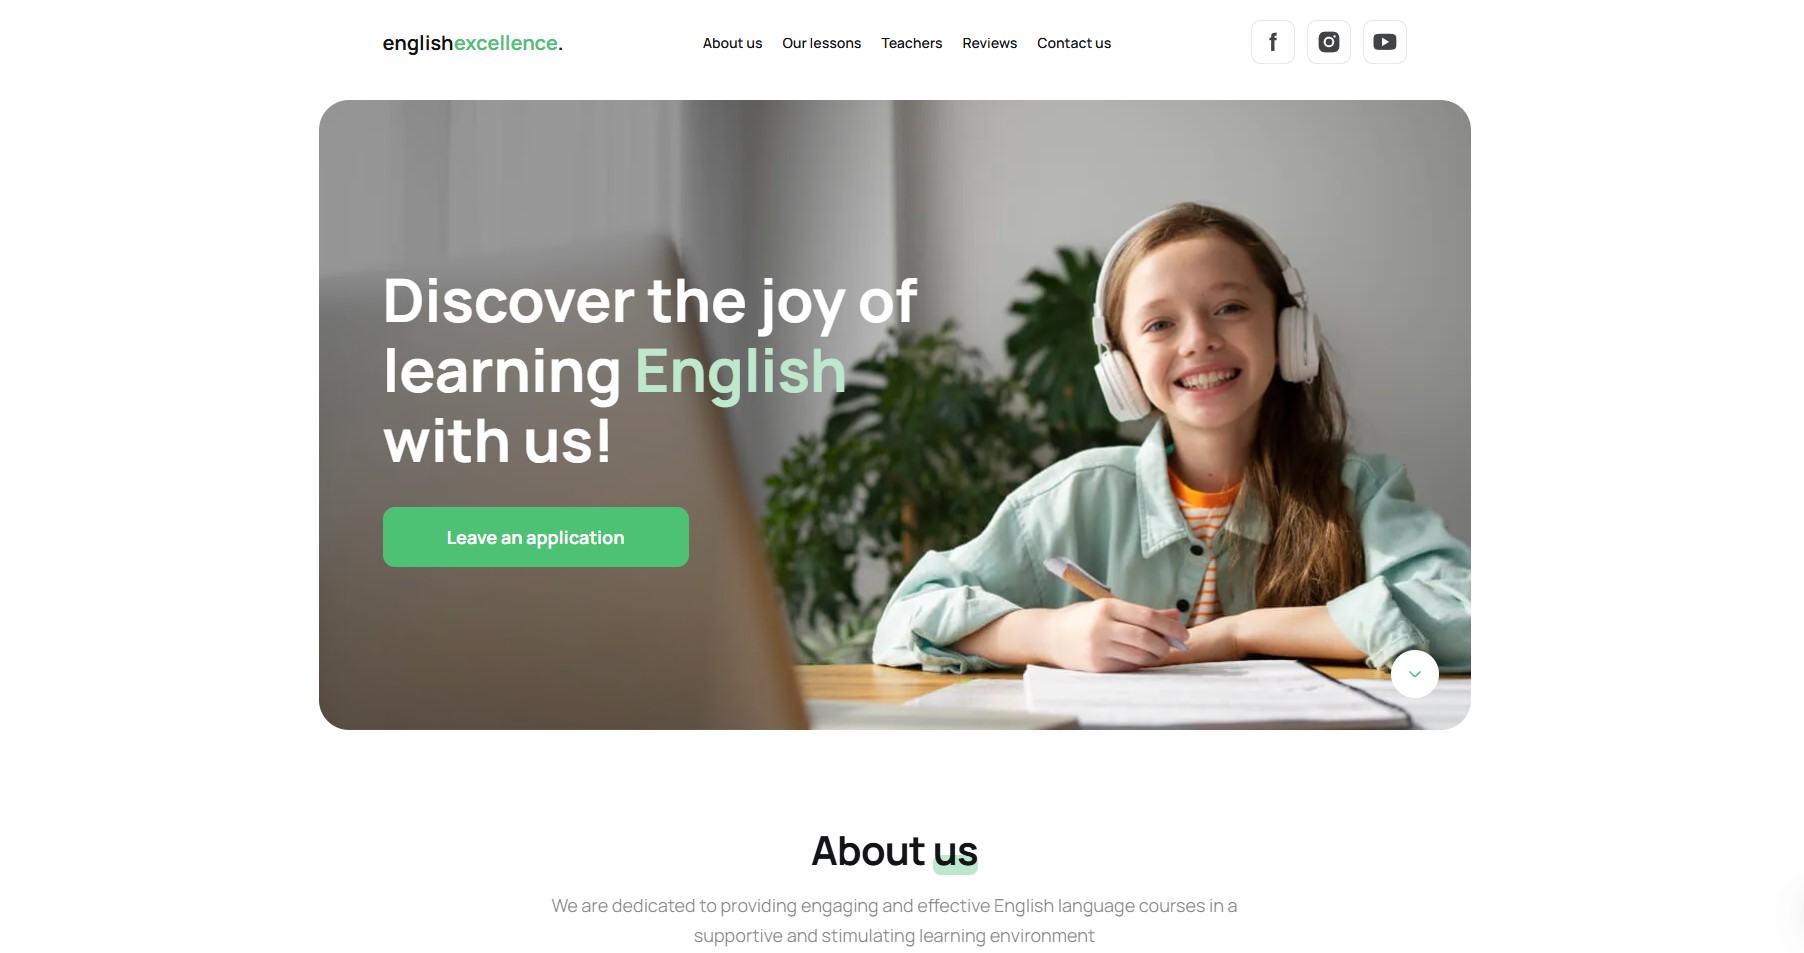 englishexcellence.
About us
Our lessons
Teachers
Reviews
Contact us
Discover the joy of
learning English
with us!
Leave an application
About us
We are dedicated to providing engaging and effective English language courses in a
supportive and stimulating learning environment